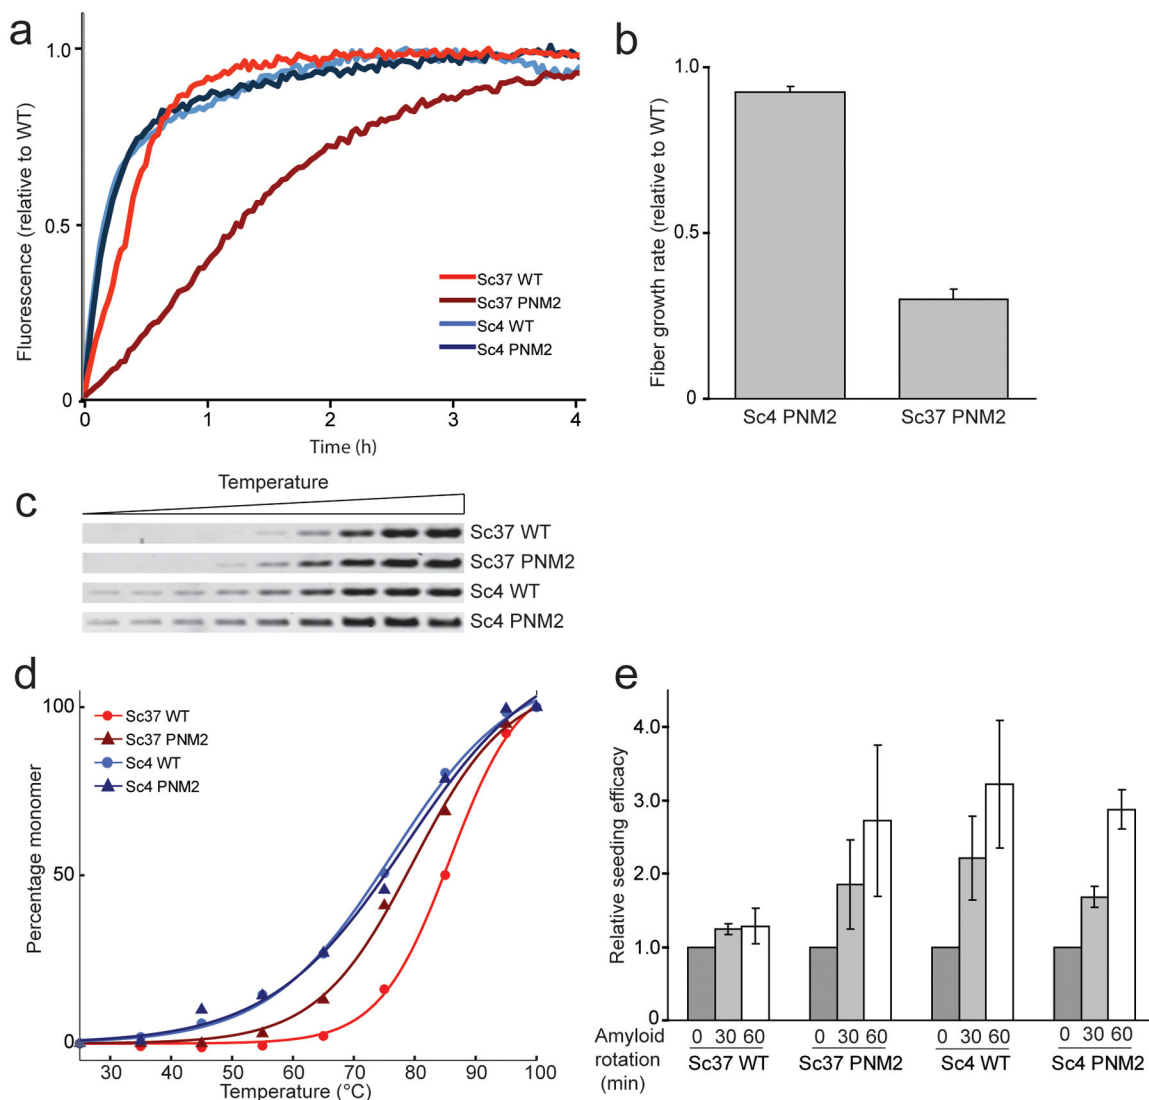 a
1.0
0.5
0
Fluorescence (relative to WT)
0 1 2 3 4
Time (h)
Sc37 WT
Sc37 PNM2
Sc4 WT
Sc4 PNM2
b
1.0
0.5
0
Fiber growth rate (relative to WT)
Sc4 PNM2 Sc37 PNM2
c
Temperature
Sc37 WT
Sc37 PNM2
Sc4 WT
Sc4 PNM2
d
100
50
0
Percentage monomer
Sc37 WT
Sc37 PNM2
Sc4 WT
Sc4 PNM2
30 40 50 60 70 80 90 100
Temperature (°C)
e
4.0
3.0
2.0
1.0
0
Relative seeding efficacy
Amyloid 0 30 60 0 30 60 0 30 60 0 30 60
rotation Sc37 WT Sc37 PNM2 Sc4 WT Sc4 PNM2
(min)